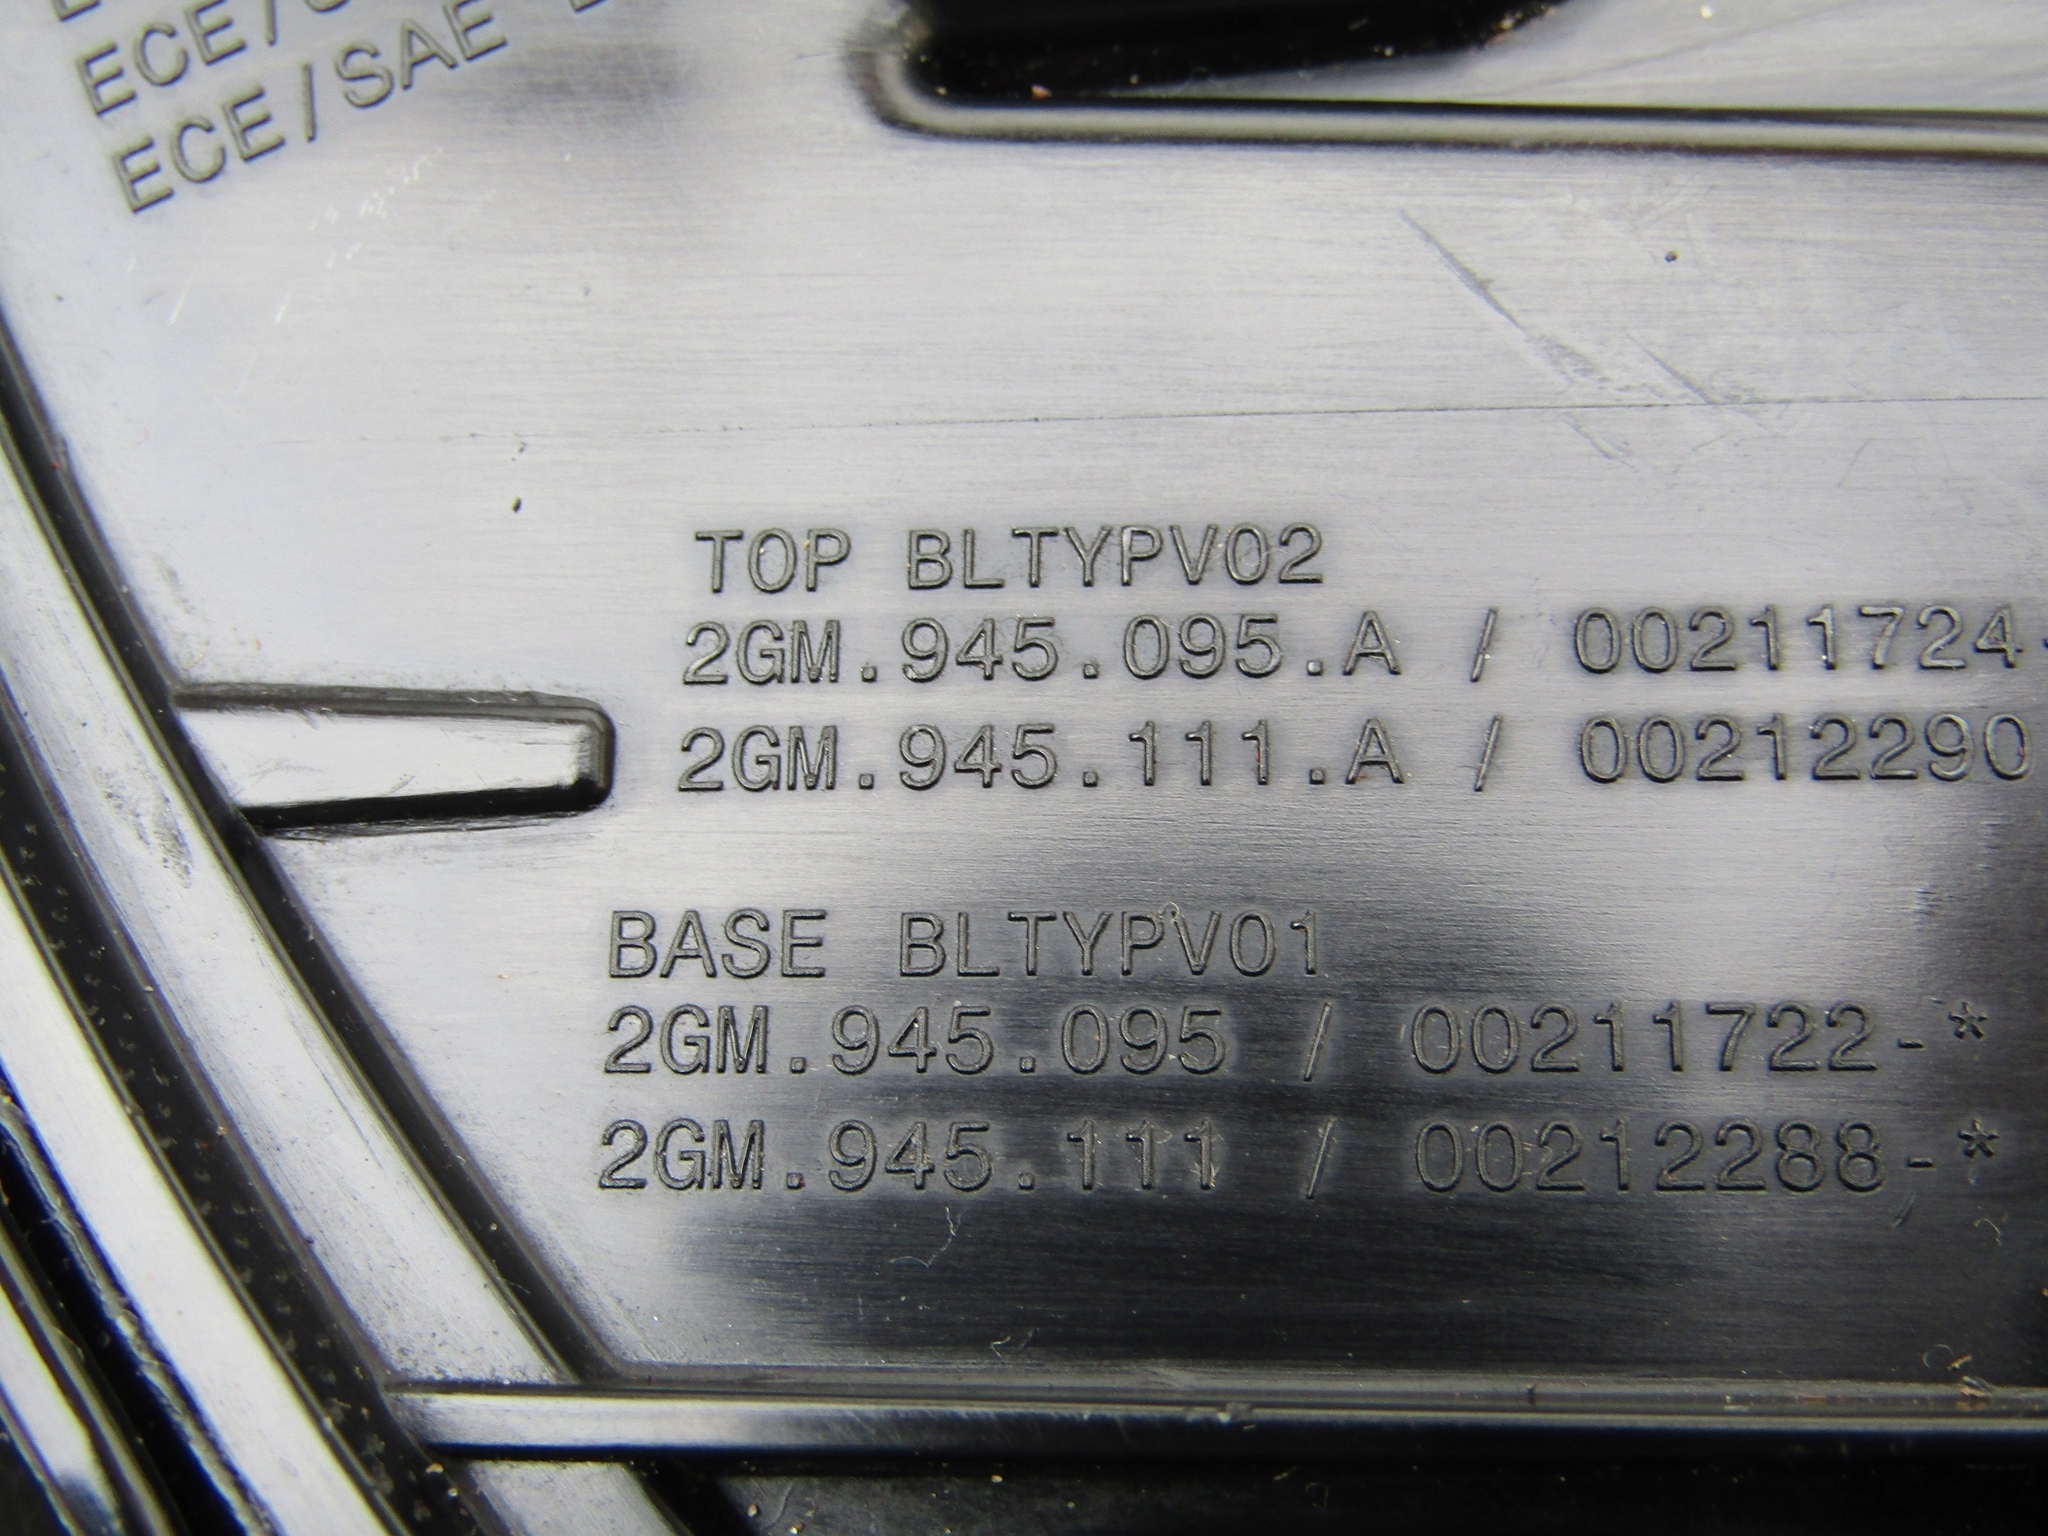 ECE/
ECE/SAE
TOP BLTYPV02
2GM.945.095.A / 00211724-
2GM.945.111.A / 00212290
BASE BLTYPV01
2GM.945.095 / 00211722-*
2GM.945.111 / 00212288-*